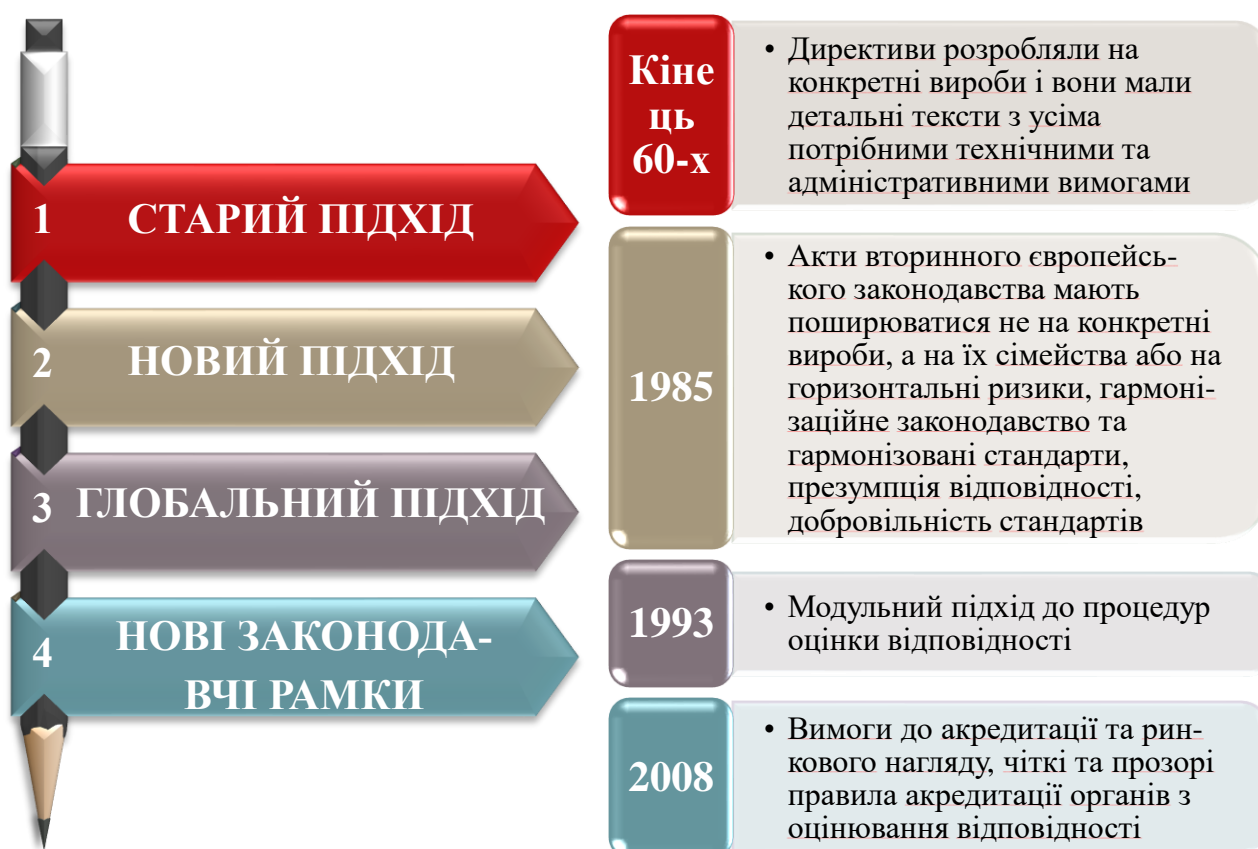 1 СТАРИЙ ПІДХІД
2 НОВИЙ ПІДХІД
3 ГЛОБАЛЬНИЙ ПІДХІД
4 НОВІ ЗАКОНОДА-
ВЧІ РАМКИ
Кіне
ць
60-х
• Директиви розробляли на
конкретні вироби і вони мали
детальні тексти з усіма
потрібними технічними та
адміністративними вимогами
1985
• Акти вторинного європейсь-
кого законодавства мають
поширюватися не на конкретні
вироби, а на їх сімейства або на
горизонтальні ризики, гармоні-
заційне законодавство та
гармонізовані стандарти,
презумпція відповідності,
добровільність стандартів
1993
• Модульний підхід до процедур
оцінки відповідності
2008
• Вимоги до акредитації та рин-
кового нагляду, чіткі та прозорі
правила акредитації органів з
оцінювання відповідності